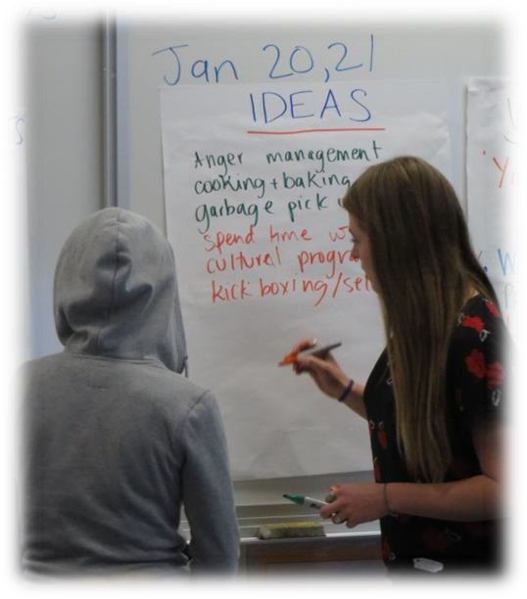 Jan 20,21
IDEAS
Anger management
cooking + baking
garbage pick
spend time
cultural
kick boxing/